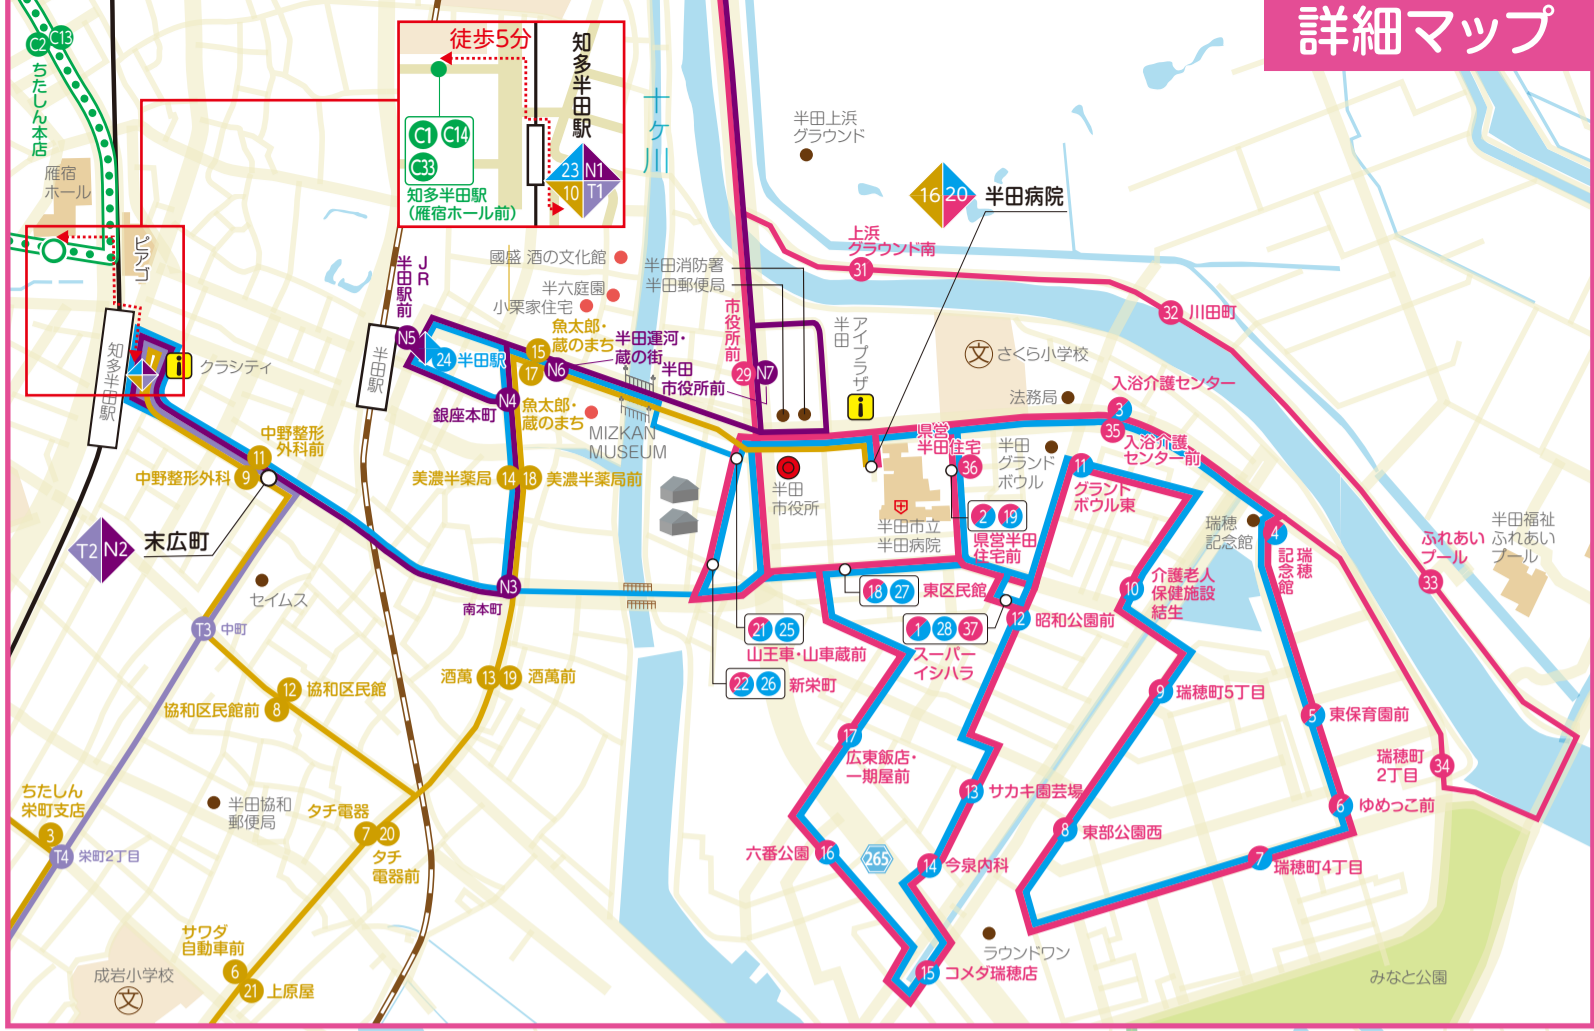 詳細マップ
C2
C13
ちたしん本店
雁宿
ホール
ピアゴ
徒歩5分
知多半田駅
C1
C14
C33
知多半田駅
(雁宿ホール前)
23
N1
10
T1
十ケ川
半田上浜
グラウンド
16
20
半田病院
上浜
グラウンド南
31
32
川田町
國盛 酒の文化館
半田消防署
半田郵便局
半六庭園
小栗家住宅
JR
半田駅前
N5
24
半田駅
半田駅
魚太郎・
蔵のまち
15
17
N6
半田運河・
蔵の街
半田
市役所前
市役所前
29
N7
アイプラザ
半田
i
文
さくら小学校
法務局
入浴介護センター
3
35
入浴介護
センター前
知多半田駅
i
クラシティ
銀座本町
N4
魚太郎・
蔵のまち
MIZKAN
MUSEUM
県営
半田住宅
36
半田
グランド
ボウル
11
グランド
ボウル東
中野整形
外科前
11
中野整形外科
9
美濃半薬局
14
18
美濃半薬局前
半田
市役所
半田市立
半田病院
2
19
県営半田
住宅前
瑞穂
記念館
4
瑞穂
記念館
ふれあい
プール
33
半田福祉
ふれあい
プール
T2
N2
末広町
セイムス
N3
南本町
18
27
東区民館
10
介護老人
保健施設
結生
T3
中町
21
25
山王車・山車蔵前
1
28
37
スーパー
イシハラ
12
昭和公園前
22
26
新栄町
酒萬
13
19
酒萬前
12
協和区民館
協和区民館前
8
9
瑞穂町5丁目
5
東保育園前
17
広東飯店・
一期屋前
瑞穂町
2丁目
34
ちたしん
栄町支店
3
T4
栄町2丁目
半田協和
郵便局
タチ電器
7
20
タチ
電器前
13
サカキ園芸場
8
東部公園西
6
ゆめっこ前
六番公園
16
265
14
今泉内科
7
瑞穂町4丁目
サワダ
自動車前
6
21
上原屋
成岩小学校
文
15
コメダ瑞穂店
ラウンドワン
みなと公園